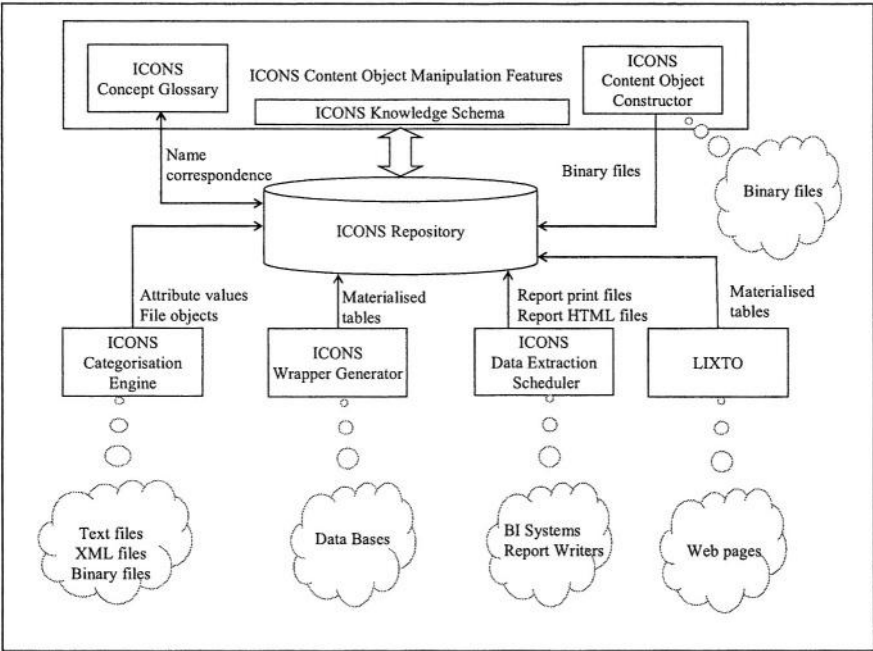 ICONS
Concept Glossary
ICONS Content Object Manipulation Features
ICONS Knowledge Schema
ICONS
Content Object
Constructor
Name
correspondence
Binary files
Binary files
ICONS Repository
Attribute values
File objects
Materialised
tables
Report print files
Report HTML files
Materialised
tables
ICONS
Categorisation
Engine
ICONS
Wrapper Generator
ICONS
Data Extraction
Scheduler
LIXTO
Text files
XML files
Binary files
Data Bases
BI Systems
Report Writers
Web pages